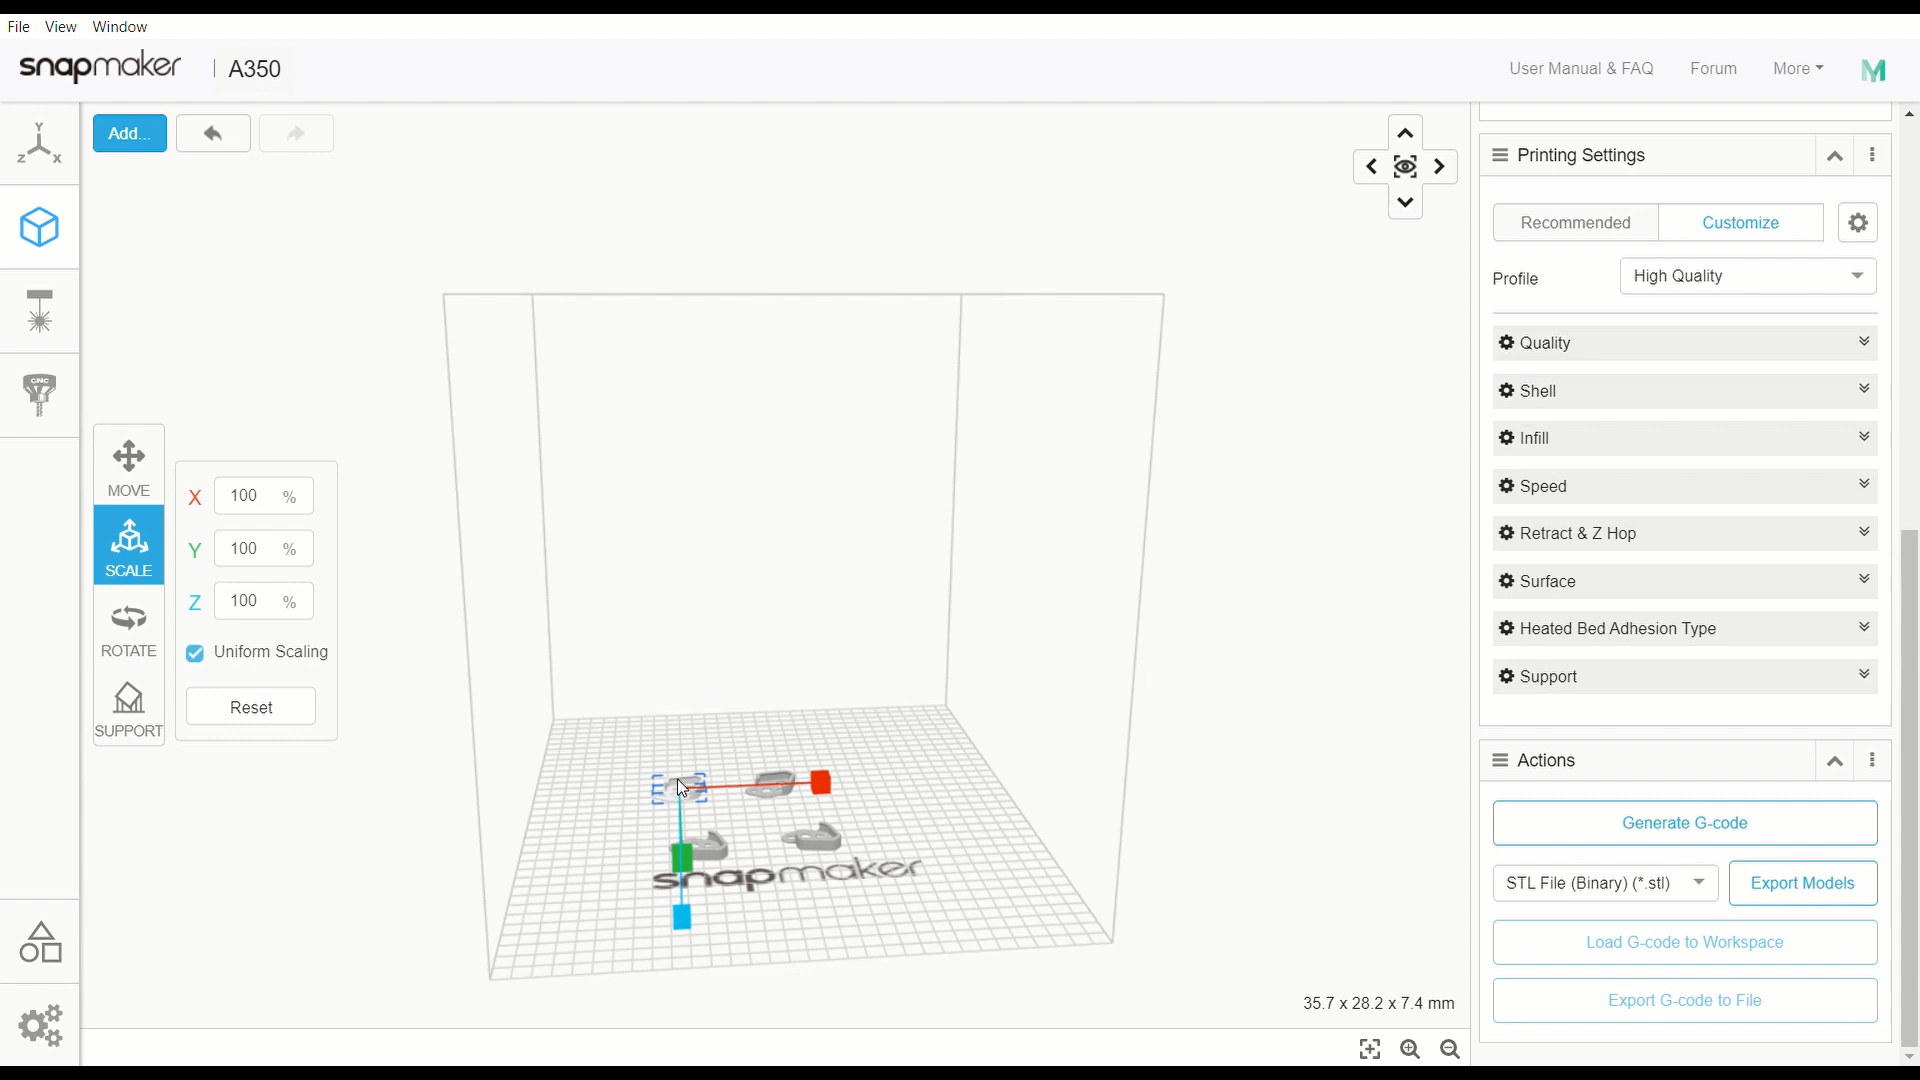 File View Window
snapmaker | A350
User Manual & FAQ Forum More
Add...
Y
Z X
CNC
MOVE
SCALE
ROTATE
SUPPORT
X 100 %
Y 100 %
Z 100 %
Uniform Scaling
Reset
snapmaker
35.7 x 28.2 x 7.4 mm
Printing Settings
Recommended Customize
Profile High Quality
Quality
Shell
Infill
Speed
Retract & Z Hop
Surface
Heated Bed Adhesion Type
Support
Actions
Generate G-code
STL File (Binary) (*.stl) Export Models
Load G-code to Workspace
Export G-code to File